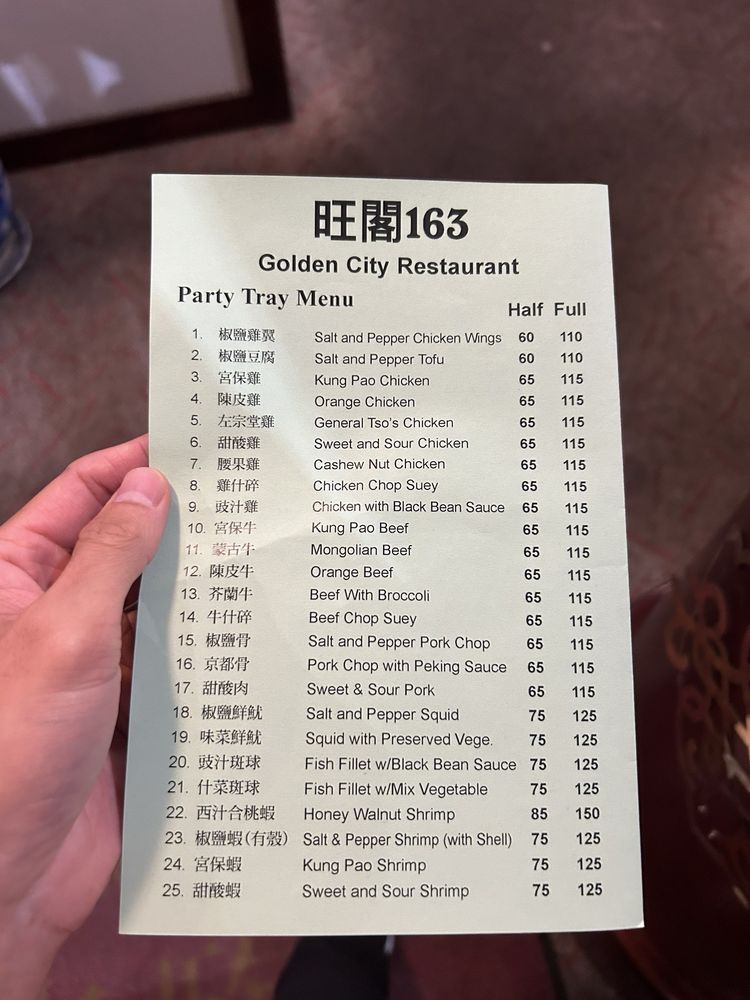 旺閣163
Golden City Restaurant
Party Tray Menu
Half Full
1. 椒鹽雞翼 Salt and Pepper Chicken Wings 60 110
2. 椒鹽豆腐 Salt and Pepper Tofu 60 110
3. 宮保雞 Kung Pao Chicken 65 115
4. 陳皮雞 Orange Chicken 65 115
5. 左宗堂雞 General Tso's Chicken 65 115
6. 甜酸雞 Sweet and Sour Chicken 65 115
7. 腰果雞 Cashew Nut Chicken 65 115
8. 雞什碎 Chicken Chop Suey 65 115
9. 豉汁雞 Chicken with Black Bean Sauce 65 115
10. 宮保牛 Kung Pao Beef 65 115
11. 蒙古牛 Mongolian Beef 65 115
12. 陳皮牛 Orange Beef 65 115
13. 芥蘭牛 Beef With Broccoli 65 115
14. 牛什碎 Beef Chop Suey 65 115
15. 椒鹽骨 Salt and Pepper Pork Chop 65 115
16. 京都骨 Pork Chop with Peking Sauce 65 115
17. 甜酸肉 Sweet & Sour Pork 65 115
18. 椒鹽鮮魷 Salt and Pepper Squid 75 125
19. 味菜鮮魷 Squid with Preserved Vege. 75 125
20. 豉汁斑球 Fish Fillet w/Black Bean Sauce 75 125
21. 什菜斑球 Fish Fillet w/Mix Vegetable 75 125
22. 西汁合桃蝦 Honey Walnut Shrimp 85 150
23. 椒鹽蝦(有殼) Salt & Pepper Shrimp (with Shell) 75 125
24. 宮保蝦 Kung Pao Shrimp 75 125
25. 甜酸蝦 Sweet and Sour Shrimp 75 125